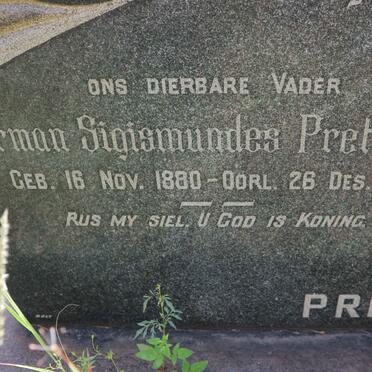 ONS DIERBARE VADER
rman Sigismundes Pret
GEB. 16 NOV. 1880 - OORL. 26 DES.
RUS MY SIEL, U GOD IS KONING.
PR